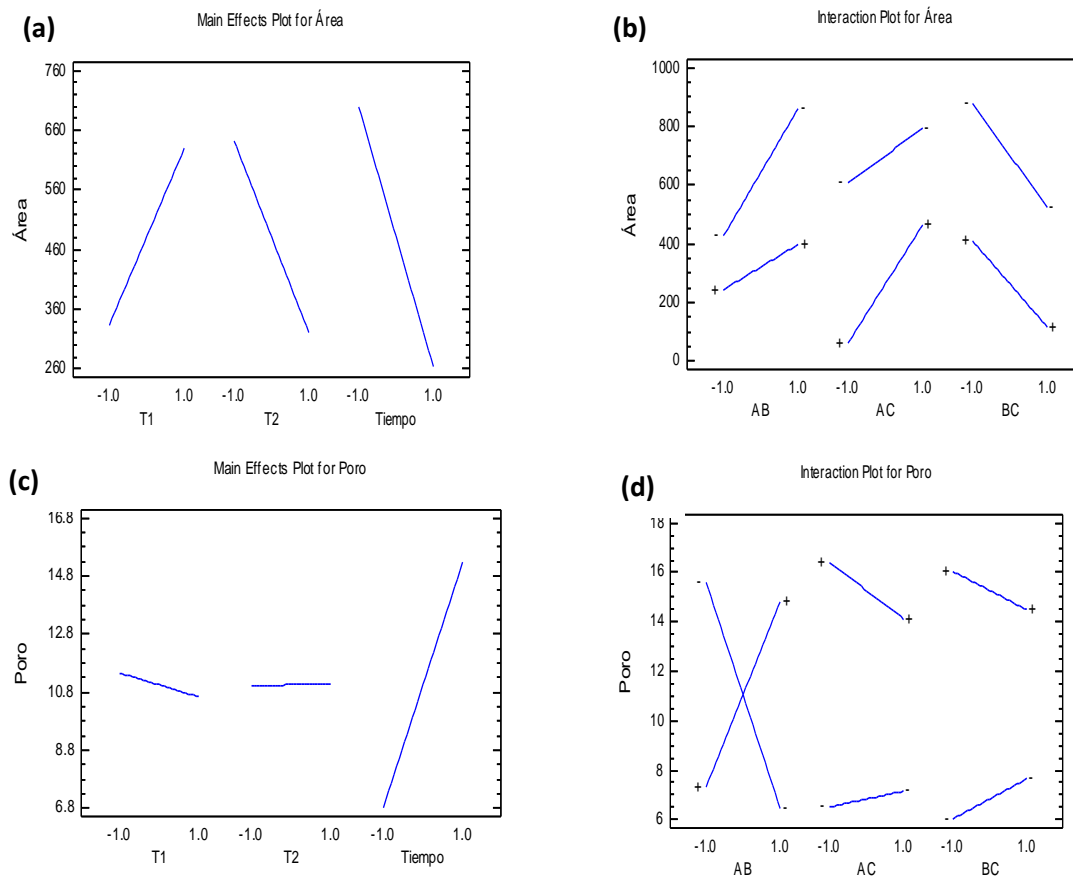 (a)
Main Effects Plot for Área
760
660
560
460
360
260
Área
-1.0 1.0 -1.0 1.0 -1.0 1.0
T1 T2 Tiempo
(b)
Interaction Plot for Área
1000
800
600
400
200
0
Área
- - - - - -
+ + + + + +
-1.0 1.0 -1.0 1.0 -1.0 1.0
AB AC BC
(c)
Main Effects Plot for Poro
16.8
14.8
12.8
10.8
8.8
6.8
Poro
-1.0 1.0 -1.0 1.0 -1.0 1.0
T1 T2 Tiempo
(d)
Interaction Plot for Poro
18
16
14
12
10
8
6
Poro
- + + + + +
+ - - - - -
-1.0 1.0 -1.0 1.0 -1.0 1.0
AB AC BC